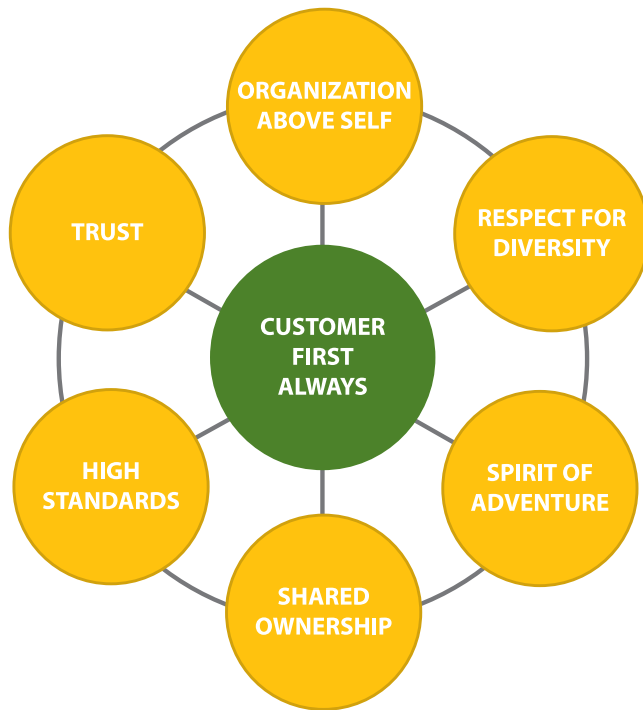 ORGANIZATION
ABOVE SELF
RESPECT FOR
DIVERSITY
TRUST
CUSTOMER
FIRST
ALWAYS
HIGH
STANDARDS
SPIRIT OF
ADVENTURE
SHARED
OWNERSHIP